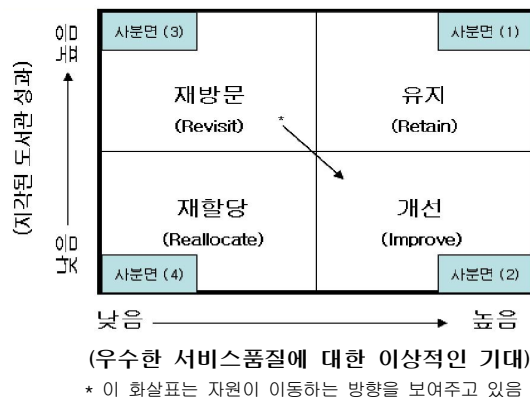 높음
(지각된 도서관 성과)
낮음
사분면 (3)
사분면 (1)
재방문
(Revisit)
*
유지
(Retain)
재할당
(Reallocate)
개선
(Improve)
사분면 (4)
사분면 (2)
낮음
높음
(우수한 서비스품질에 대한 이상적인 기대)
* 이 화살표는 자원이 이동하는 방향을 보여주고 있음